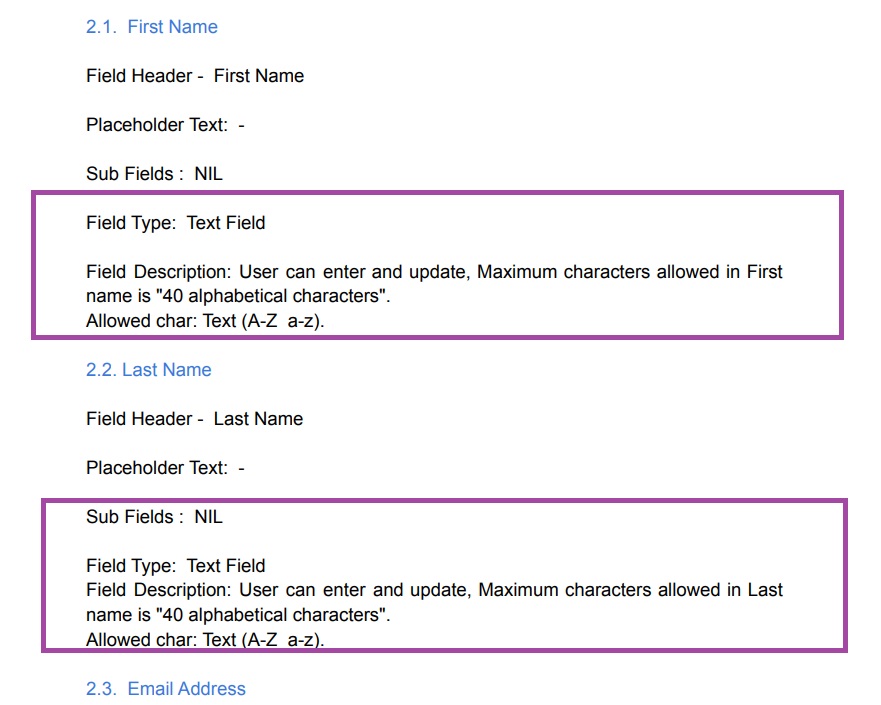 2.1.  First Name
Field Header -  First Name
Placeholder Text:  -
Sub Fields :  NIL
Field Type:  Text Field
Field Description: User can enter and update, Maximum characters allowed in First
name is "40 alphabetical characters".
Allowed char: Text (A-Z  a-z).
2.2. Last Name
Field Header -  Last Name
Placeholder Text:  -
Sub Fields :  NIL
Field Type:  Text Field
Field Description: User can enter and update, Maximum characters allowed in Last
name is "40 alphabetical characters".
Allowed char: Text (A-Z  a-z).
2.3.  Email Address